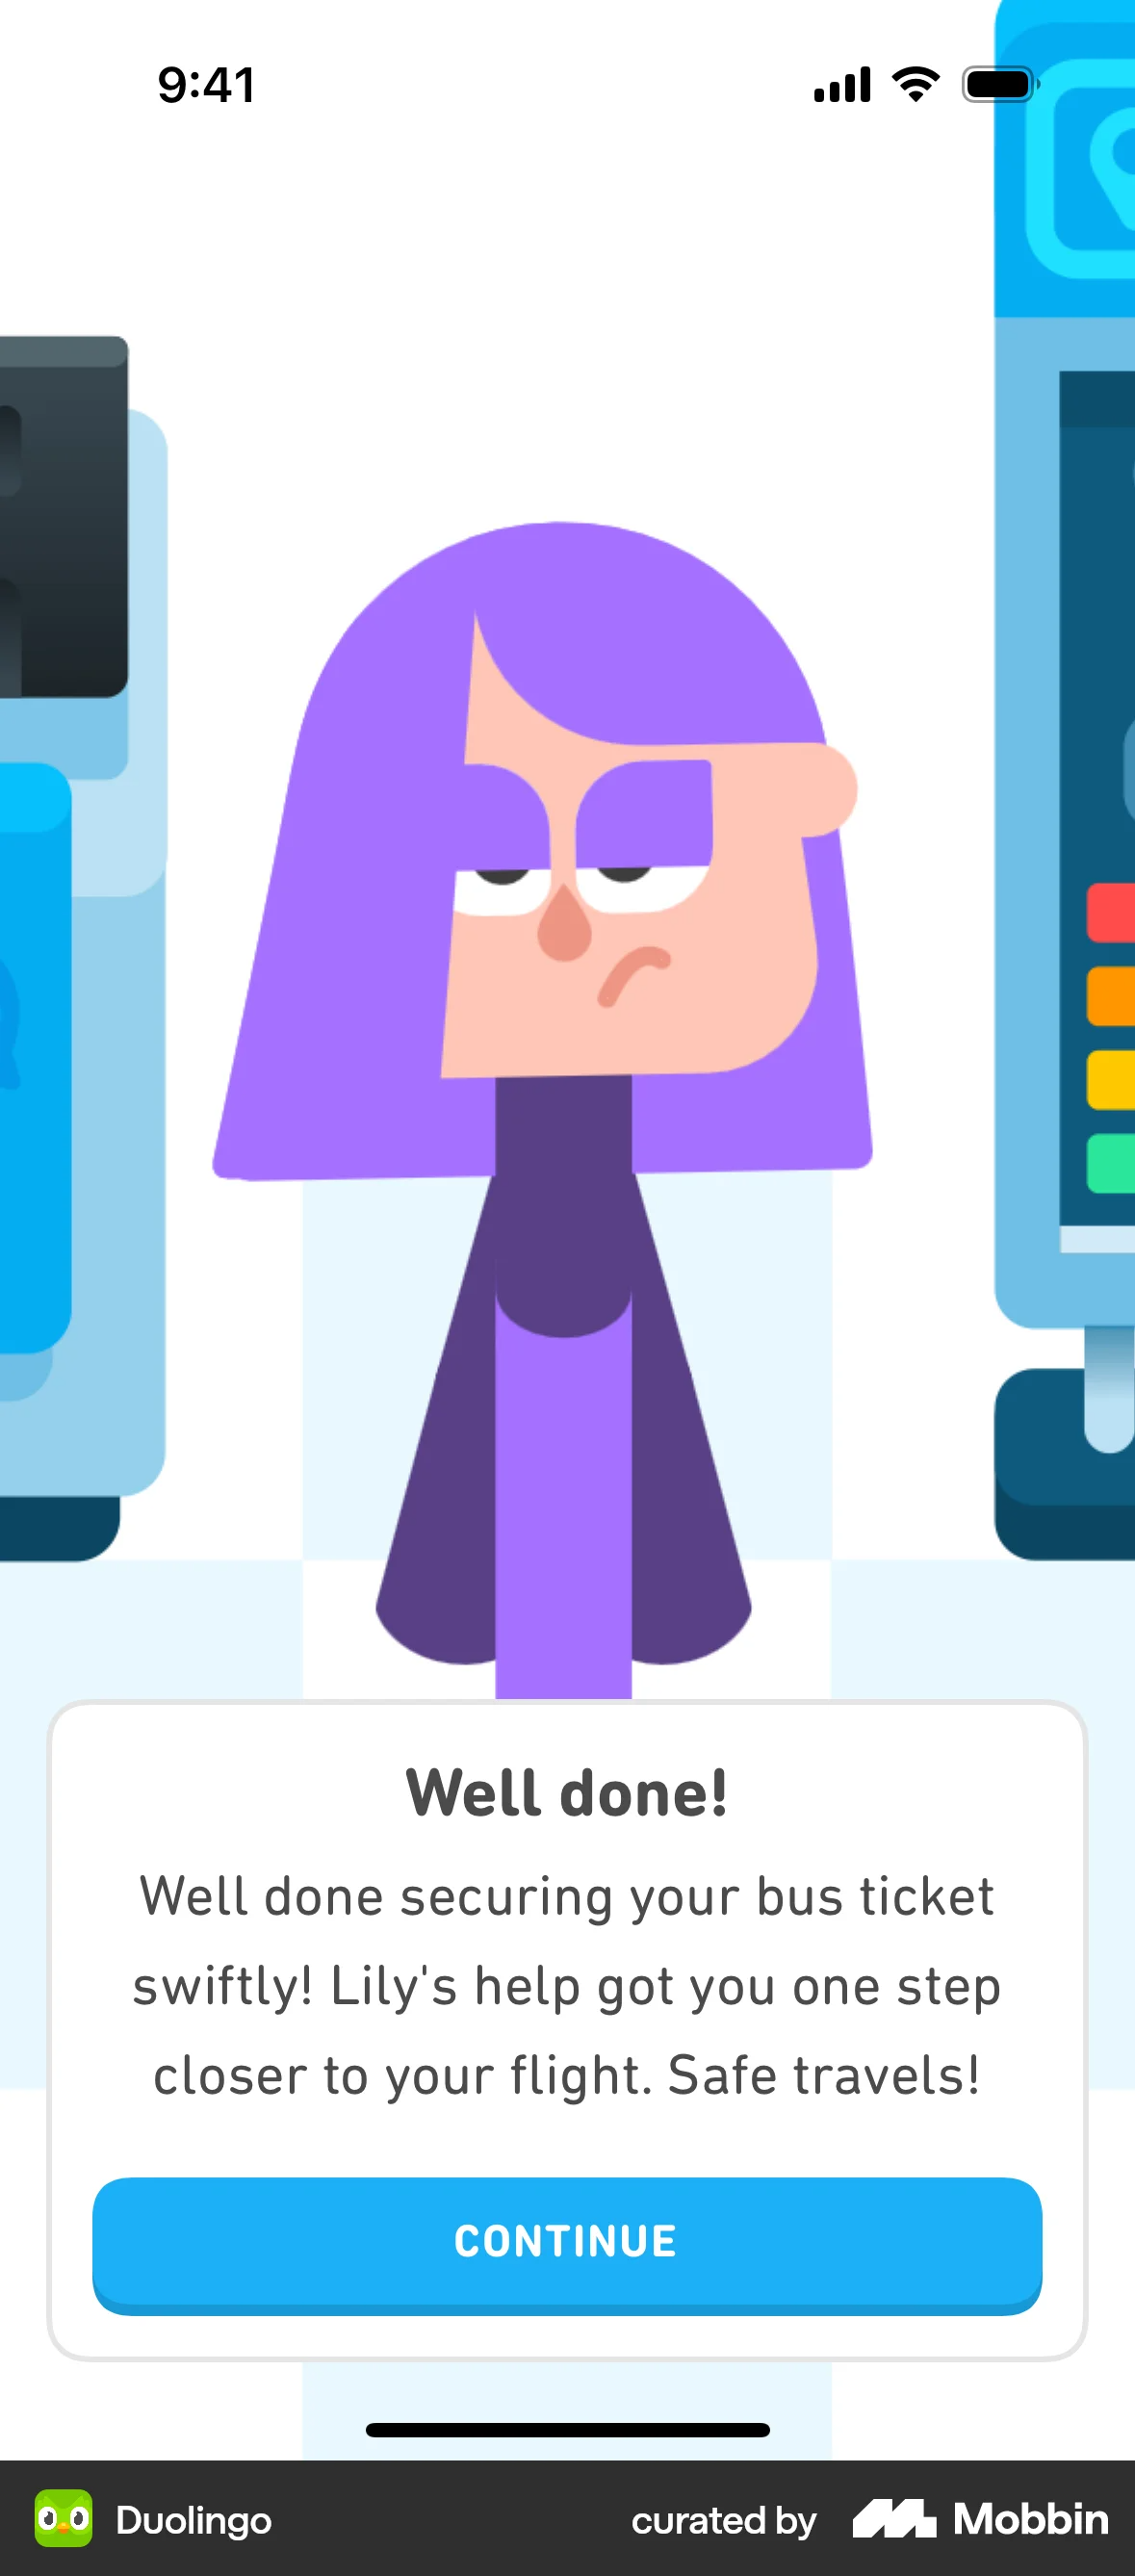 9:41
Well done!
Well done securing your bus ticket
swiftly! Lily's help got you one step
closer to your flight. Safe travels!
CONTINUE
Duolingo
curated by Mobbin